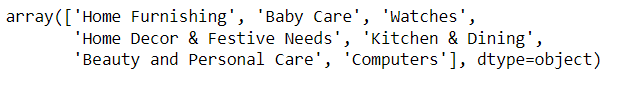 array(['Home Furnishing', 'Baby Care', 'Watches',
'Home Decor & Festive Needs', 'Kitchen & Dining',
'Beauty and Personal Care', 'Computers'], dtype=object)